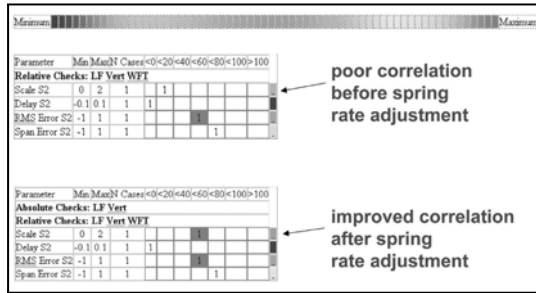 Minimum Maximum
Parameter Min Max N Cases <0 <20 <40 <60 <80 <100 >100
Relative Checks: LF Vert WFT
Scale S2 0 2 1 1
Delay S2 -0.1 0.1 1 1
RMS Error S2 -1 1 1 1
Span Error S2 -1 1 1 1
poor correlation
before spring
rate adjustment
Parameter Min Max N Cases <0 <20 <40 <60 <80 <100 >100
Absolute Checks: LF Vert
Relative Checks: LF Vert WFT
Scale S2 0 2 1 1
Delay S2 -0.1 0.1 1 1
RMS Error S2 -1 1 1 1
Span Error S2 -1 1 1 1
improved correlation
after spring
rate adjustment